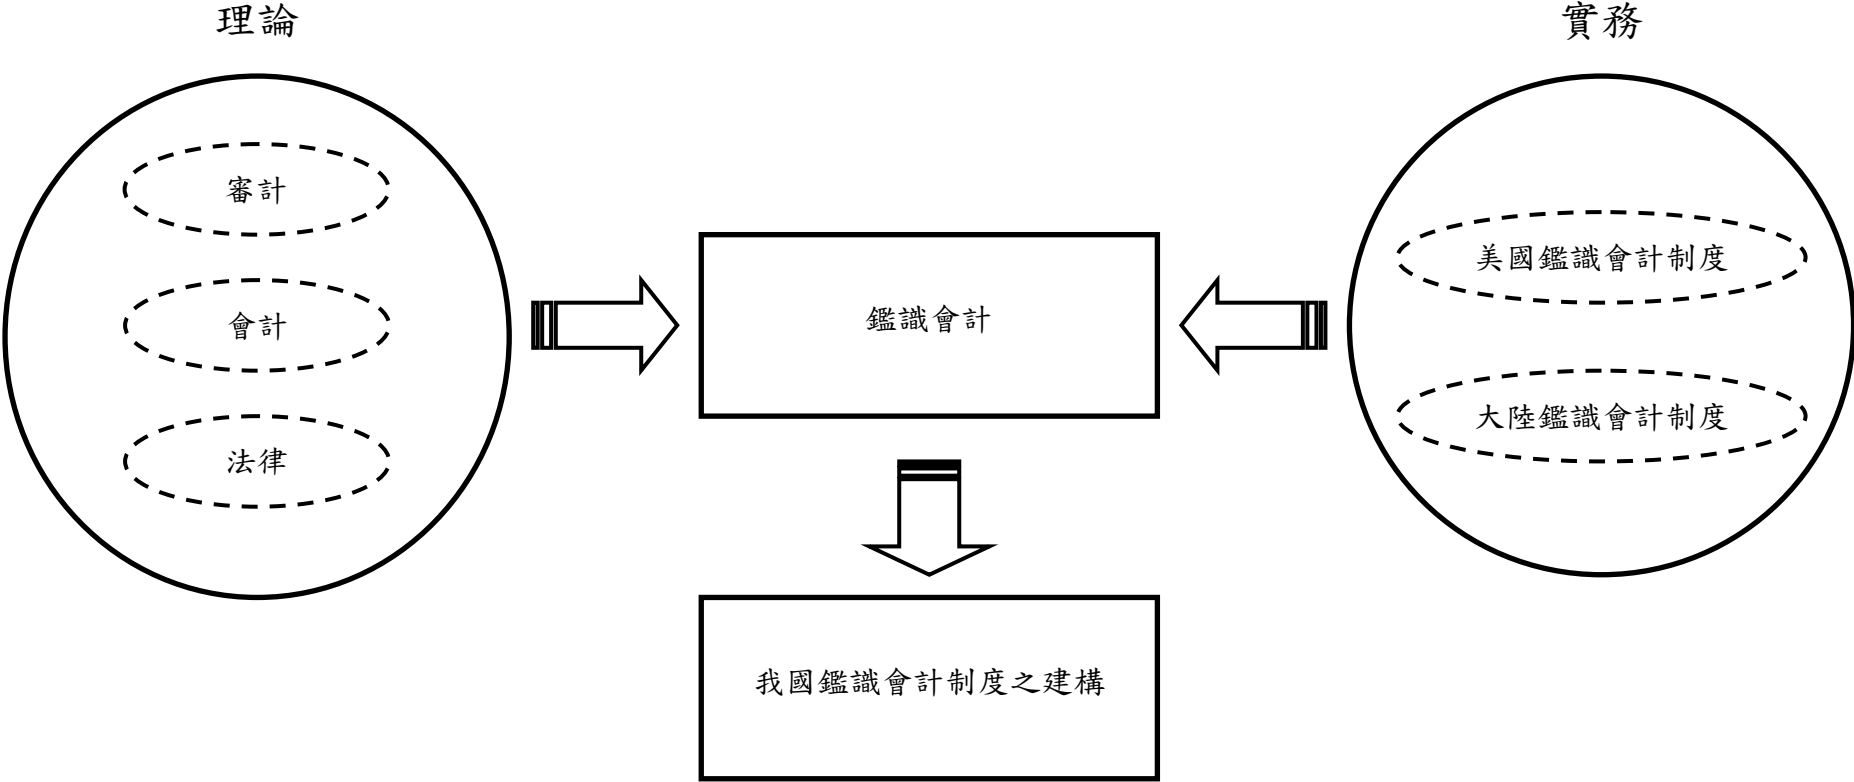 理論
實務
審計
會計
法律
鑑識會計
美國鑑識會計制度
大陸鑑識會計制度
我國鑑識會計制度之建構